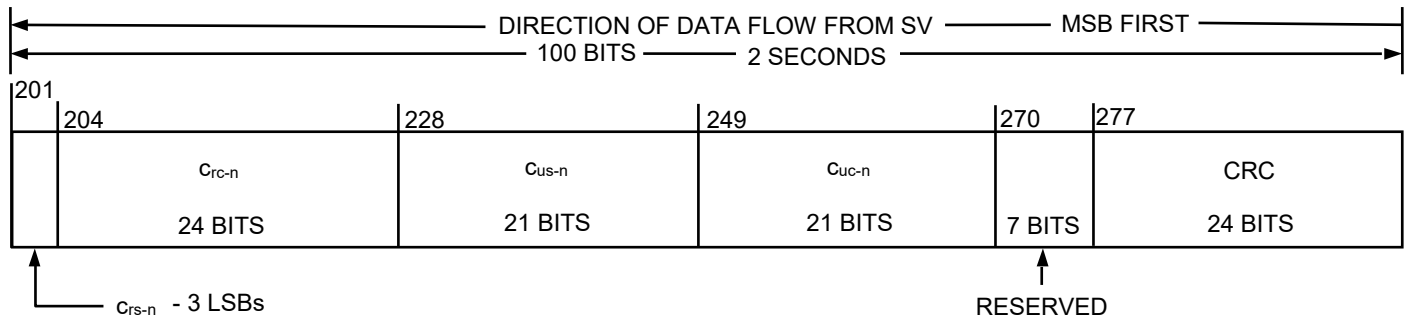 DIRECTION OF DATA FLOW FROM SV MSB FIRST
100 BITS 2 SECONDS
201
204 228 249 270 277
crc-n cus-n cuc-n CRC
24 BITS 21 BITS 21 BITS 7 BITS 24 BITS
crs-n - 3 LSBs RESERVED